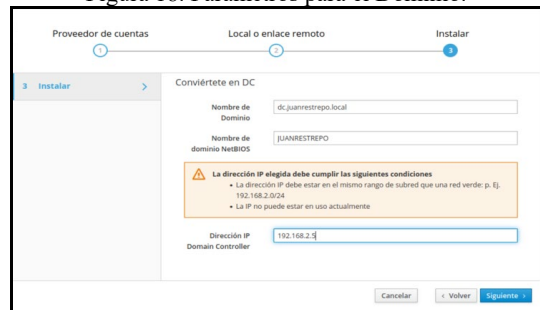 Proveedor de cuentas
Local o enlace remoto
Instalar
1
2
3
3 Instalar
Conviértete en DC
Nombre de
Dominio
dc.juanrestrepo.local
Nombre de
dominio NetBIOS
JUANRESTREPO
La dirección IP elegida debe cumplir las siguientes condiciones
• La dirección IP debe estar en el mismo rango de subred que una red verde: p. Ej.
192.168.2.0/24
• La IP no puede estar en uso actualmente
Dirección IP
Domain Controller
192.168.2.5
Cancelar
< Volver
Siguiente >